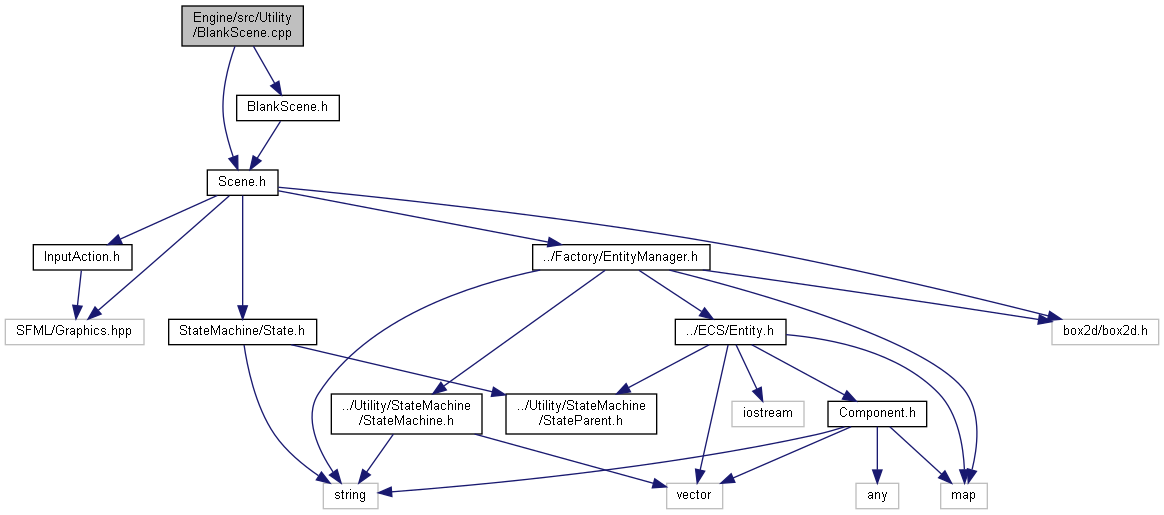 Engine/src/Utility
/BlankScene.cpp
BlankScene.h
Scene.h
InputAction.h
../Factory/EntityManager.h
SFML/Graphics.hpp
StateMachine/State.h
../ECS/Entity.h
box2d/box2d.h
../Utility/StateMachine
/StateMachine.h
../Utility/StateMachine
/StateParent.h
iostream
Component.h
string
vector
any
map